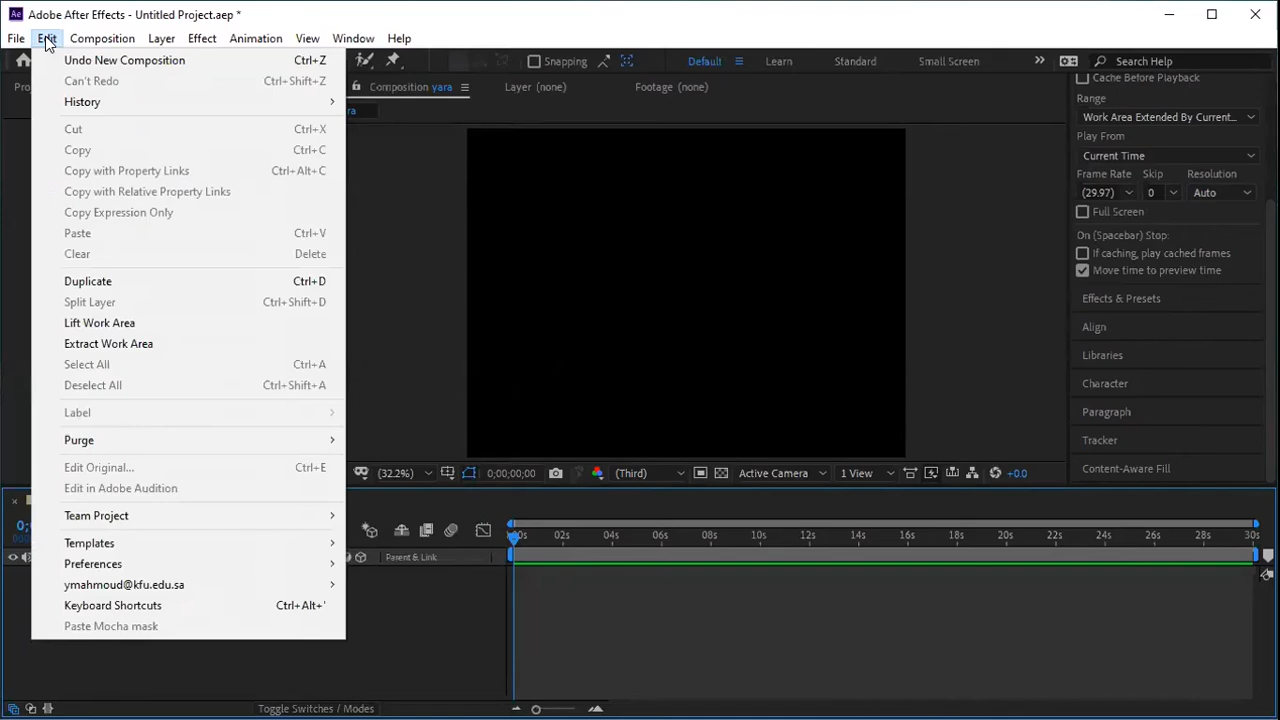 Adobe After Effects - Untitled Project.aep *
File Edit Composition Layer Effect Animation View Window Help
Snapping Default Learn Standard Small Screen Search Help
Composition yara Layer (none) Footage (none)
Undo New Composition Ctrl+Z
Can't Redo Ctrl+Shift+Z
History
Cut Ctrl+X
Copy Ctrl+C
Copy with Property Links Ctrl+Alt+C
Copy with Relative Property Links
Copy Expression Only
Paste Ctrl+V
Clear Delete
Duplicate Ctrl+D
Split Layer Ctrl+Shift+D
Lift Work Area
Extract Work Area
Select All Ctrl+A
Deselect All Ctrl+Shift+A
Label
Purge
Edit Original... Ctrl+E
Edit in Adobe Audition
Team Project
Templates
Preferences
ymahmoud@kfu.edu.sa
Keyboard Shortcuts Ctrl+Alt+'
Paste Mocha mask
Cache Before Playback
Range
Work Area Extended By Current...
Play From
Current Time
Frame Rate Skip Resolution
(29.97) 0 Auto
Full Screen
On (Spacebar) Stop:
If caching, play cached frames
Move time to preview time
Effects & Presets
Align
Libraries
Character
Paragraph
Tracker
Content-Aware Fill
(32.2%) 0;00;00;00 (Third) Active Camera 1 View +0.0
02s 04s 06s 08s 10s 12s 14s 16s 18s 20s 22s 24s 26s 28s 30s
Parent & Link
Toggle Switches / Modes